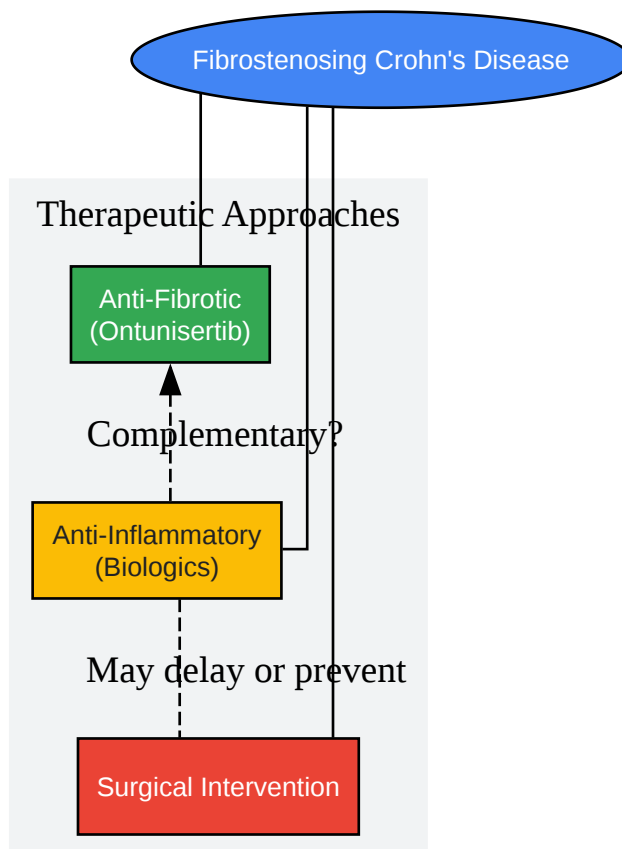 Fibrostenosing Crohn's Disease
Therapeutic Approaches
Anti-Fibrotic
(Ontunisertib)
Complementary?
Anti-Inflammatory
(Biologics)
May delay or prevent
Surgical Intervention